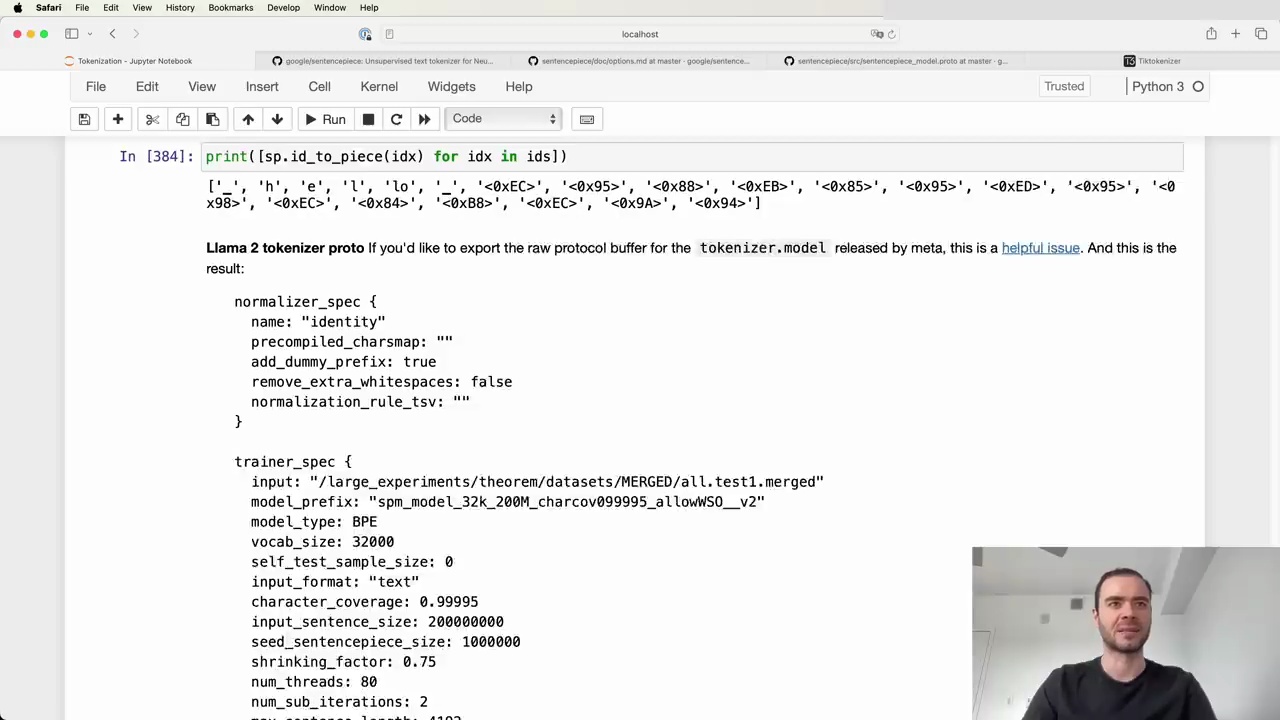 Safari File Edit View History Bookmarks Develop Window Help
localhost
Tokenization - Jupyter Notebook
google/sentencepiece: Unsupervised text tokenizer for Neu...
sentencepiece/doc/options.md at master · google/sentence...
sentencepiece/src/sentencepiece_model.proto at master · g...
Tiktokenizer
File Edit View Insert Cell Kernel Widgets Help
Trusted
Python 3
Run
Code
In [384]: print([sp.id_to_piece(idx) for idx in ids])
['▁', 'h', 'e', 'l', 'lo', '▁', '<0xEC>', '<0x95>', '<0x88>', '<0xEB>', '<0x85>', '<0x95>', '<0xED>', '<0x95>', '<0
x98>', '<0xEC>', '<0x84>', '<0xB8>', '<0xEC>', '<0x9A>', '<0x94>']
Llama 2 tokenizer proto If you'd like to export the raw protocol buffer for the tokenizer.model released by meta, this is a helpful issue. And this is the
result:
normalizer_spec {
name: "identity"
precompiled_charsmap: ""
add_dummy_prefix: true
remove_extra_whitespaces: false
normalization_rule_tsv: ""
}
trainer_spec {
input: "/large_experiments/theorem/datasets/MERGED/all.test1.merged"
model_prefix: "spm_model_32k_200M_charcov099995_allowWSO__v2"
model_type: BPE
vocab_size: 32000
self_test_sample_size: 0
input_format: "text"
character_coverage: 0.99995
input_sentence_size: 200000000
seed_sentencepiece_size: 1000000
shrinking_factor: 0.75
num_threads: 80
num_sub_iterations: 2